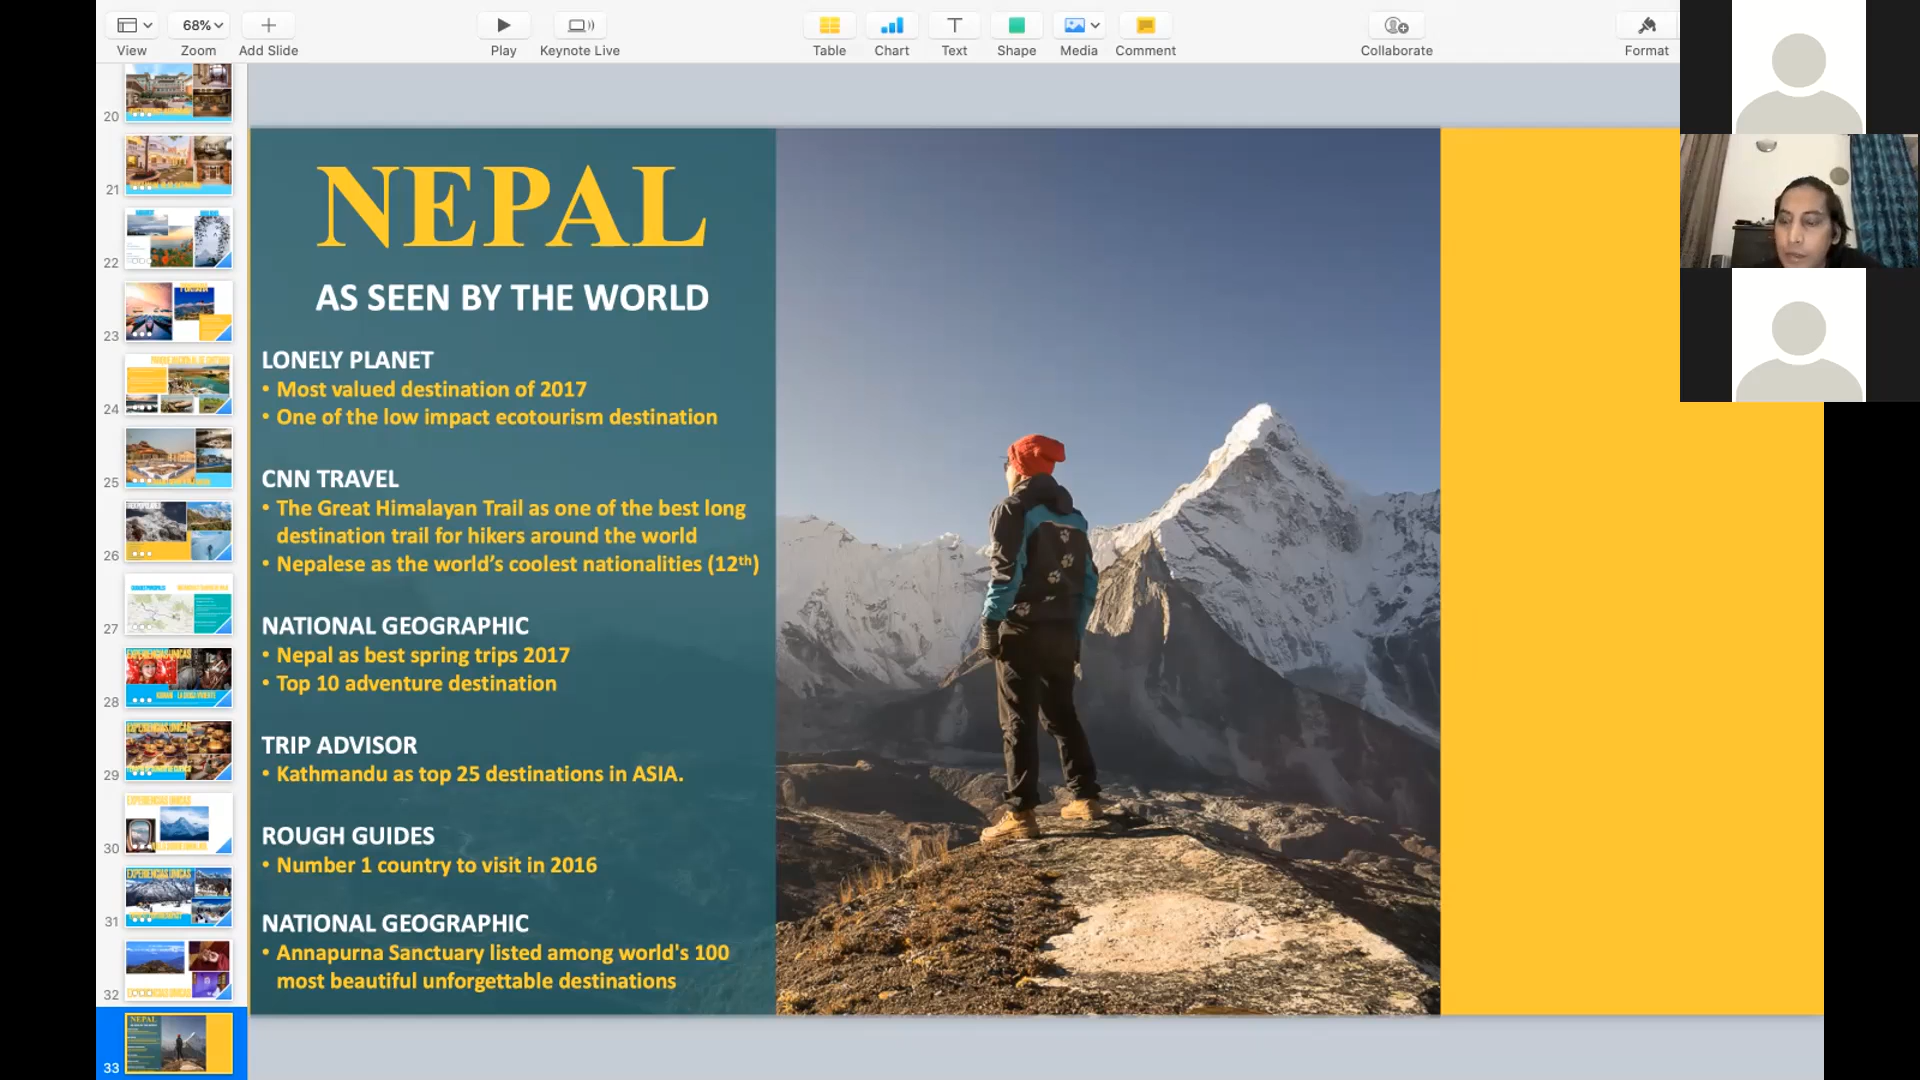 68%
View
Zoom
Add Slide
Play
Keynote Live
Table
Chart
Text
Shape
Media
Comment
Collaborate
Format
20
21
22
23
24
25
26
27
28
29
30
31
32
33
NEPAL
AS SEEN BY THE WORLD
LONELY PLANET
• Most valued destination of 2017
• One of the low impact ecotourism destination
CNN TRAVEL
• The Great Himalayan Trail as one of the best long
destination trail for hikers around the world
• Nepalese as the world’s coolest nationalities (12th)
NATIONAL GEOGRAPHIC
• Nepal as best spring trips 2017
• Top 10 adventure destination
TRIP ADVISOR
• Kathmandu as top 25 destinations in ASIA.
ROUGH GUIDES
• Number 1 country to visit in 2016
NATIONAL GEOGRAPHIC
• Annapurna Sanctuary listed among world's 100
most beautiful unforgettable destinations